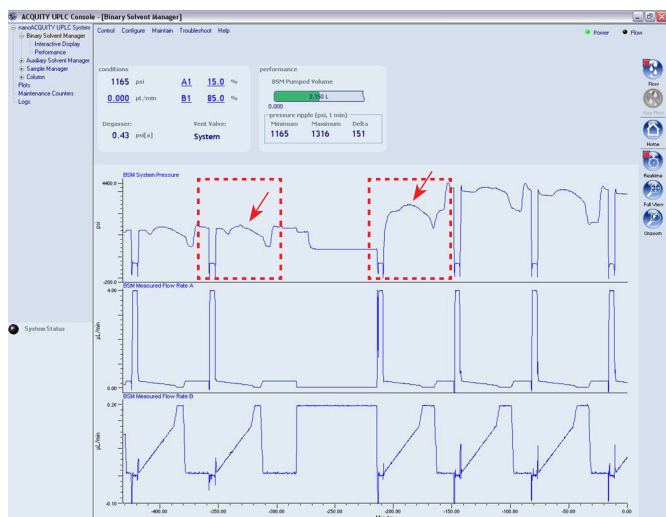 ACQUITY UPLC Console - [Binary Solvent Manager]
nanoACQUITY UPLC System
Binary Solvent Manager
Interactive Display
Performance
Auxiliary Solvent Manager
Sample Manager
Column
Plots
Maintenance Counters
Logs
System Status
Control Configure Maintain Troubleshoot Help
Power Flow
conditions
1165 psi A1 15.0 %
0.000 µL/min B1 85.0 %
Degasser: Vent Valve:
0.43 psi(a) System
performance
BSM Pumped Volume
2.150 L
0.000
pressure ripple (psi, 1 min)
Minimum Maximum Delta
1165 1316 151
Flow
Stop Flow
Home
Realtime
Full View
Unzoom
BSM System Pressure
4400.0
psi
-200.0
BSM Measured Flow Rate A
4.00
µL/min
0.00
BSM Measured Flow Rate B
0.26
µL/min
-0.10
-400.00 -350.00 -300.00 -250.00 -200.00 -150.00 -100.00 -50.00 0.00